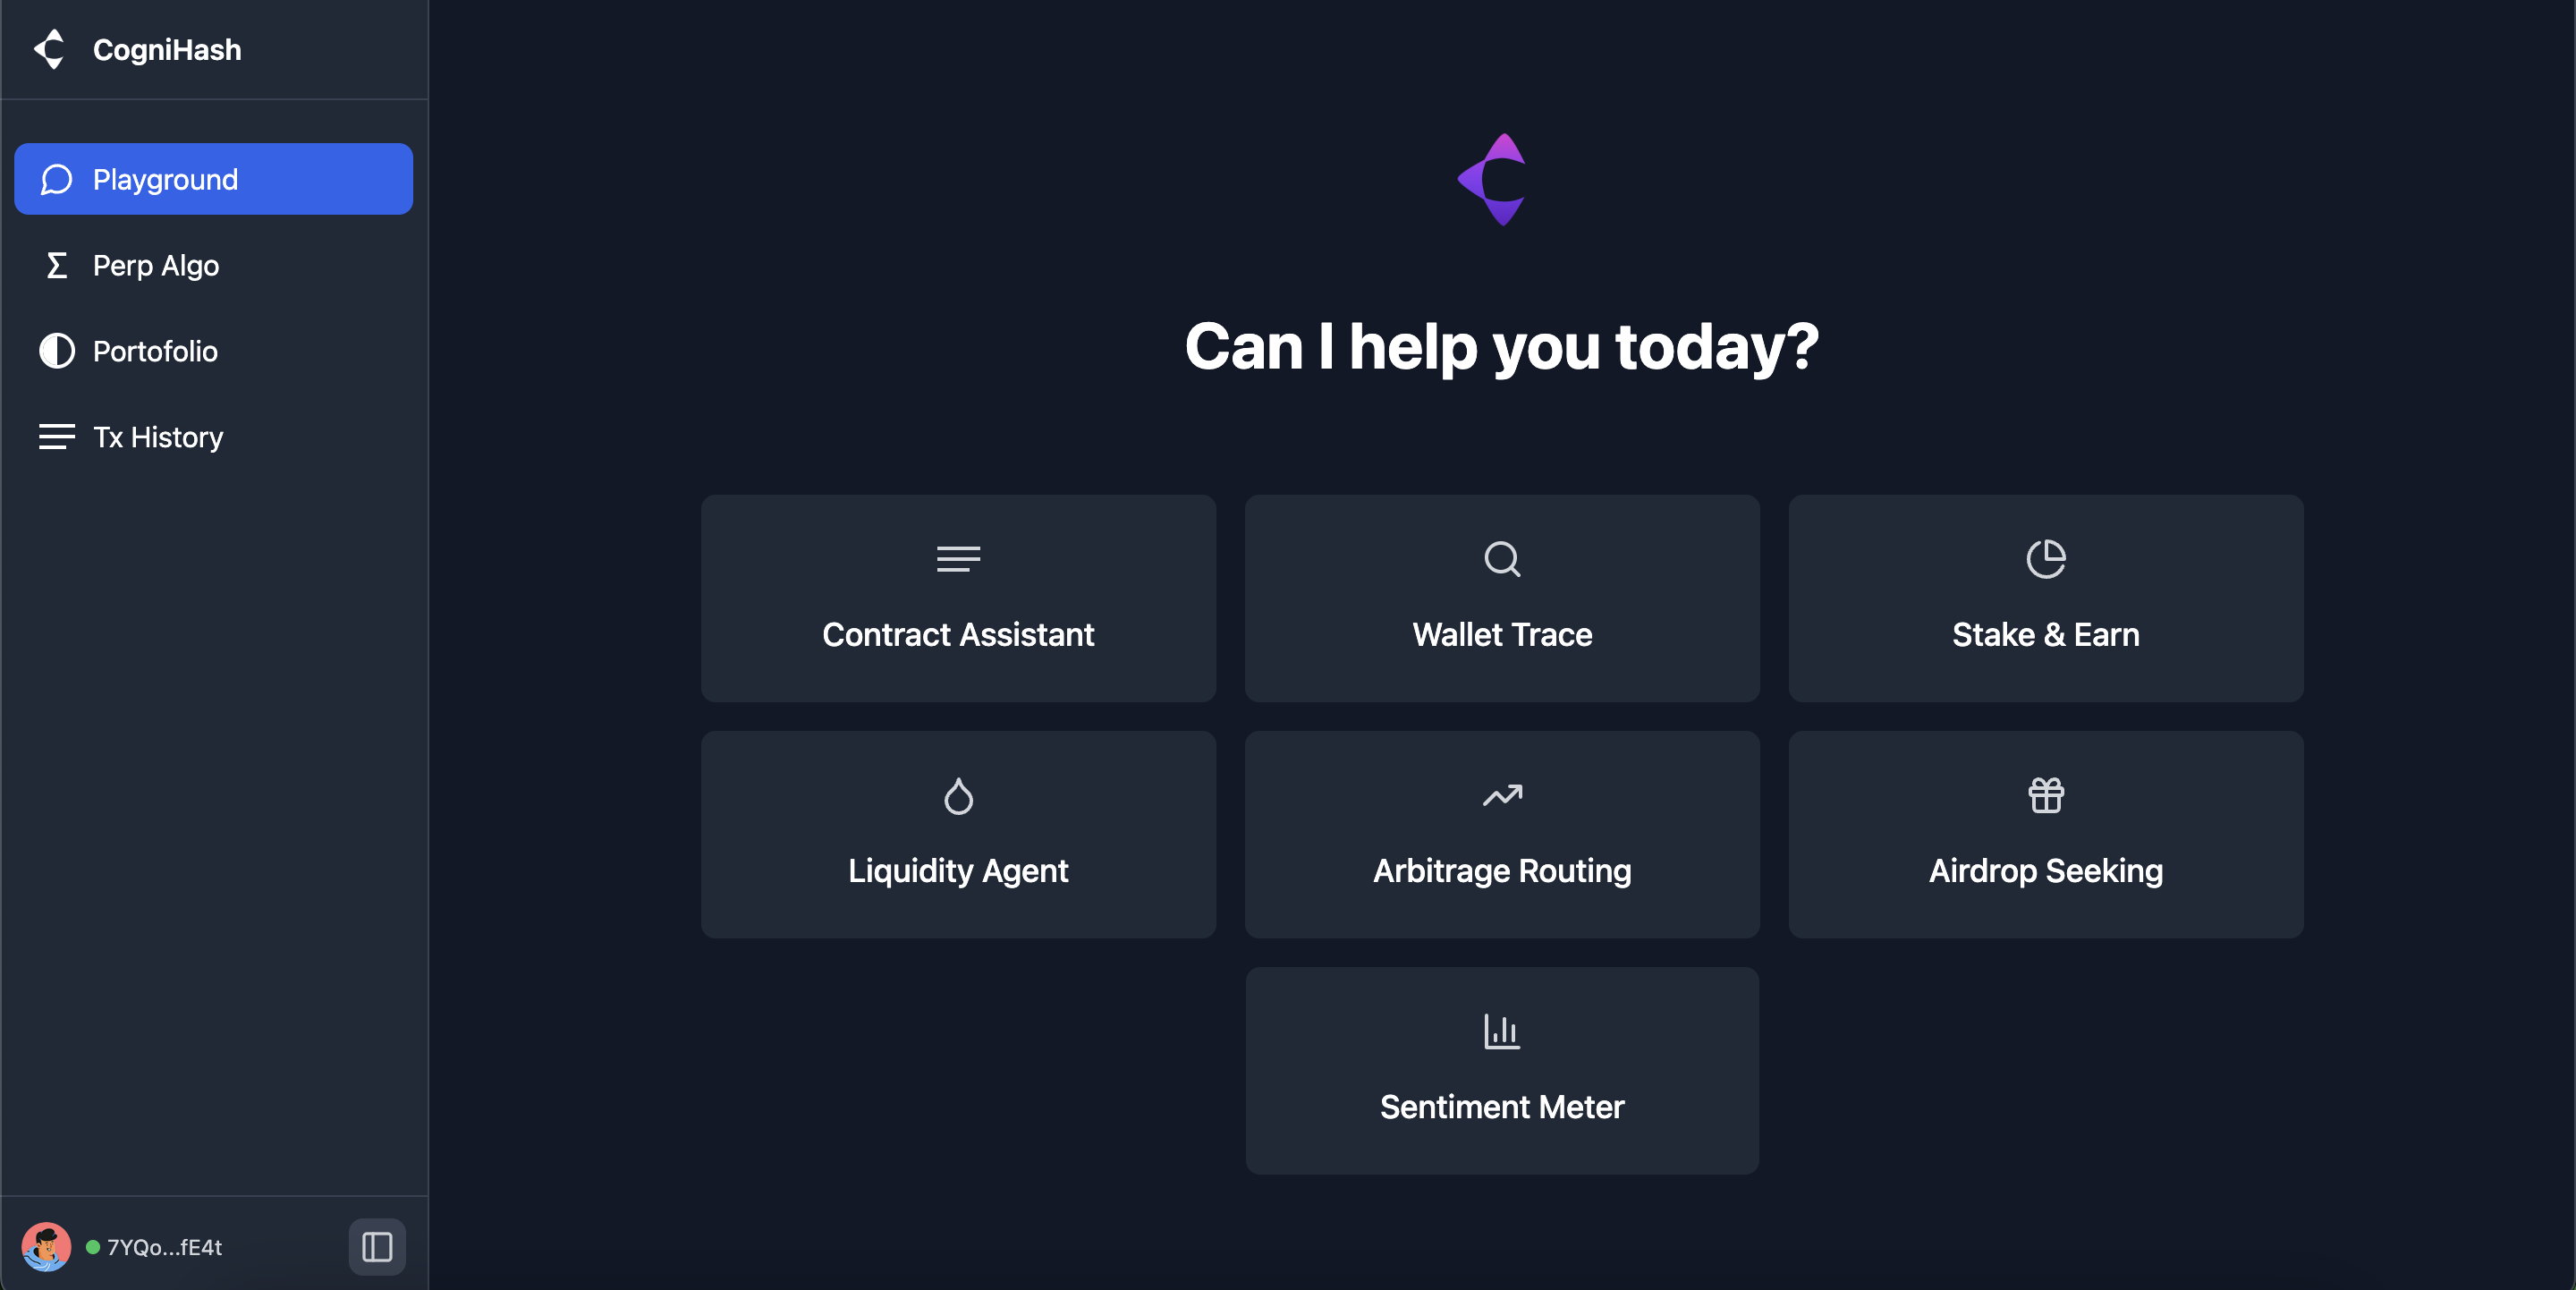 CogniHash
Playground
Perp Algo
Portofolio
Tx History
Can I help you today?
Contract Assistant
Wallet Trace
Stake & Earn
Liquidity Agent
Arbitrage Routing
Airdrop Seeking
Sentiment Meter
7YQo...fE4t